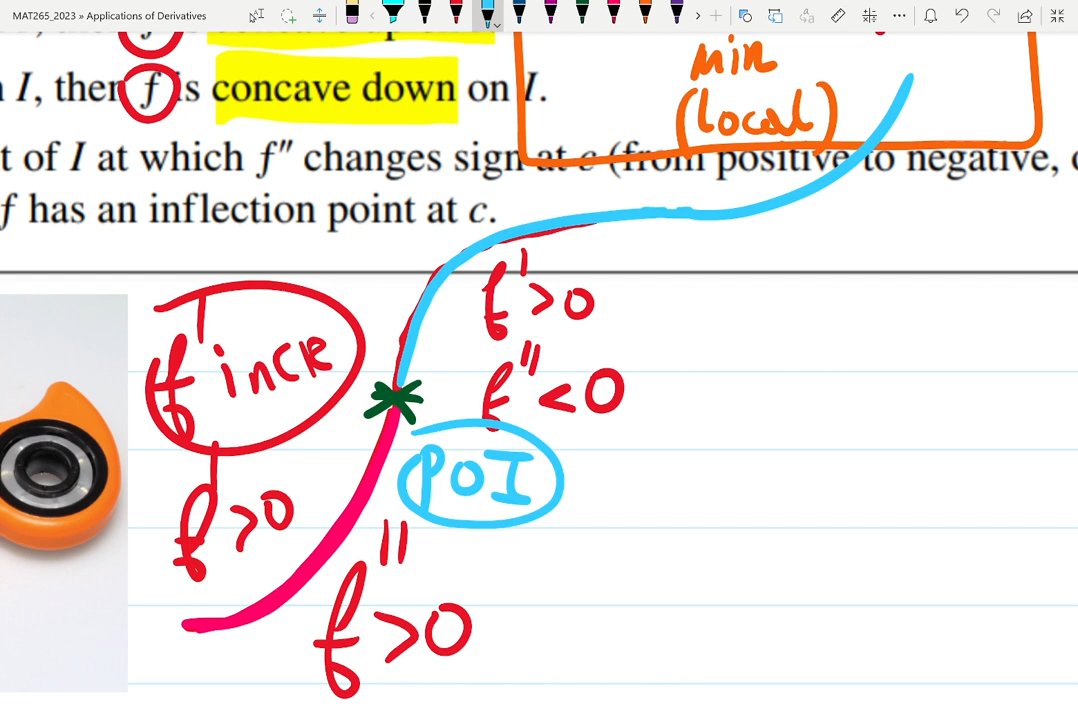 MAT265_2023 » Applications of Derivatives
min
(local)
I, then f is concave down on I.
t of I at which f″ changes sign at c (from positive to negative,
f has an inflection point at c.
f' > 0
f incr
f'' < 0
POI
f' > 0
f'' > 0